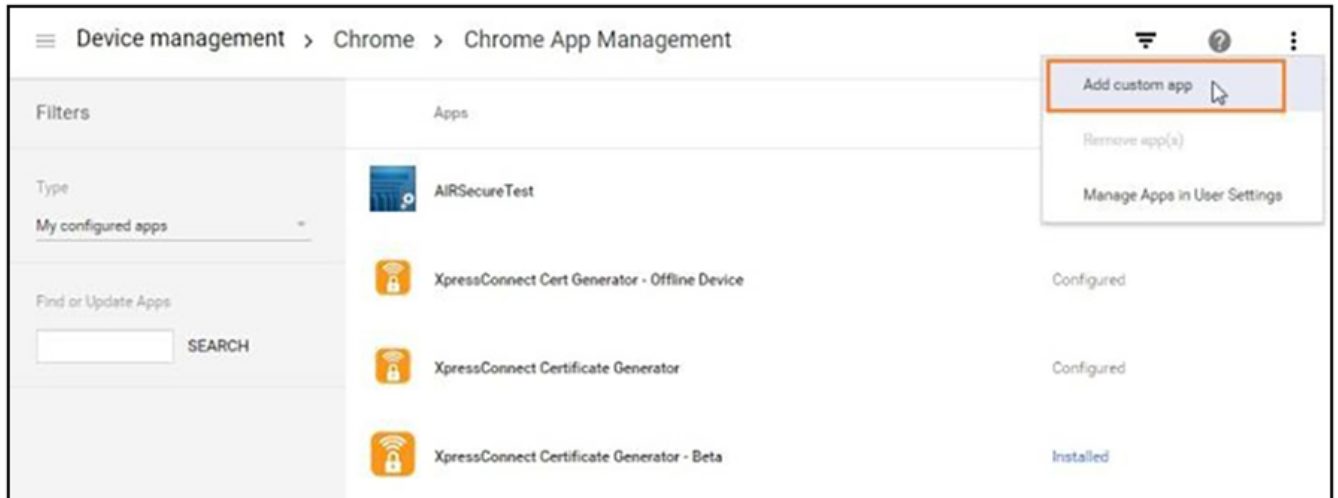 Device management > Chrome > Chrome App Management
Add custom app
Remove app(s)
Manage Apps in User Settings
Filters
Type
My configured apps
Find or Update Apps
SEARCH
Apps
AIRSecureTest
XpressConnect Cert Generator - Offline Device Configured
XpressConnect Certificate Generator Configured
XpressConnect Certificate Generator - Beta Installed